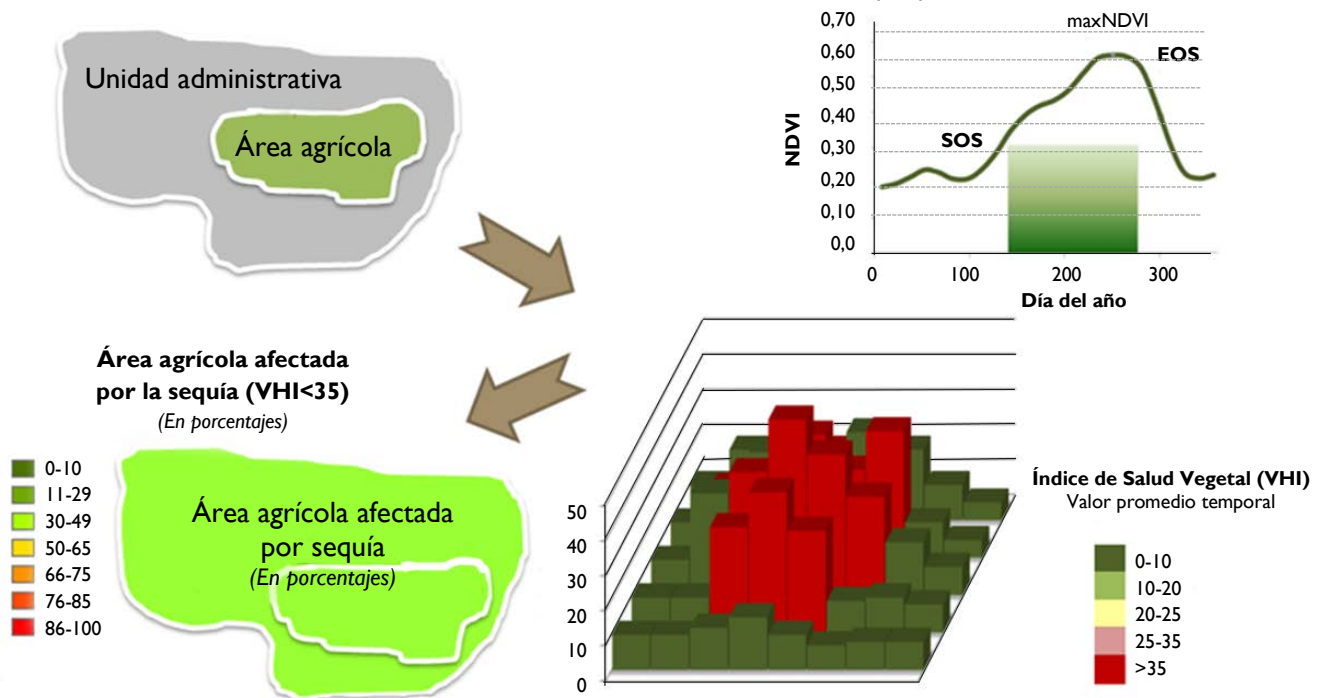 Unidad administrativa
Área agrícola
0,70
0,60
0,50
0,40
0,30
0,20
0,10
0,0
NDVI
maxNDVI
EOS
SOS
0
100
200
300
Día del año
Área agrícola afectada
por la sequía (VHI<35)
(En porcentajes)
0-10
11-29
30-49
50-65
66-75
76-85
86-100
Área agrícola afectada
por sequía
(En porcentajes)
50
40
30
20
10
0
Índice de Salud Vegetal (VHI)
Valor promedio temporal
0-10
10-20
20-25
25-35
>35